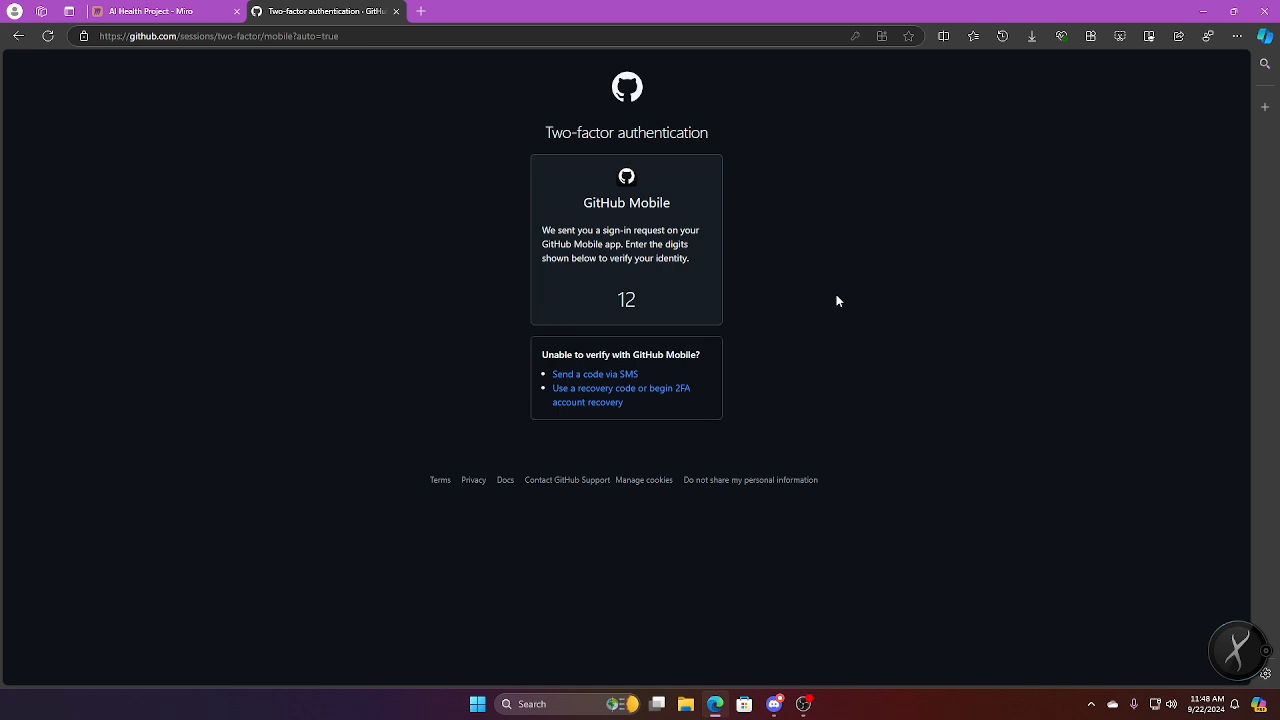 AI Health Project - Miro
Two-factor authentication · GitHu
https://github.com/sessions/two-factor/mobile?auto=true
Two-factor authentication
GitHub Mobile
We sent you a sign-in request on your
GitHub Mobile app. Enter the digits
shown below to verify your identity.
12
Unable to verify with GitHub Mobile?
Send a code via SMS
Use a recovery code or begin 2FA
account recovery
Terms Privacy Docs Contact GitHub Support Manage cookies Do not share my personal information
Search
11:48 AM
9/22/2024